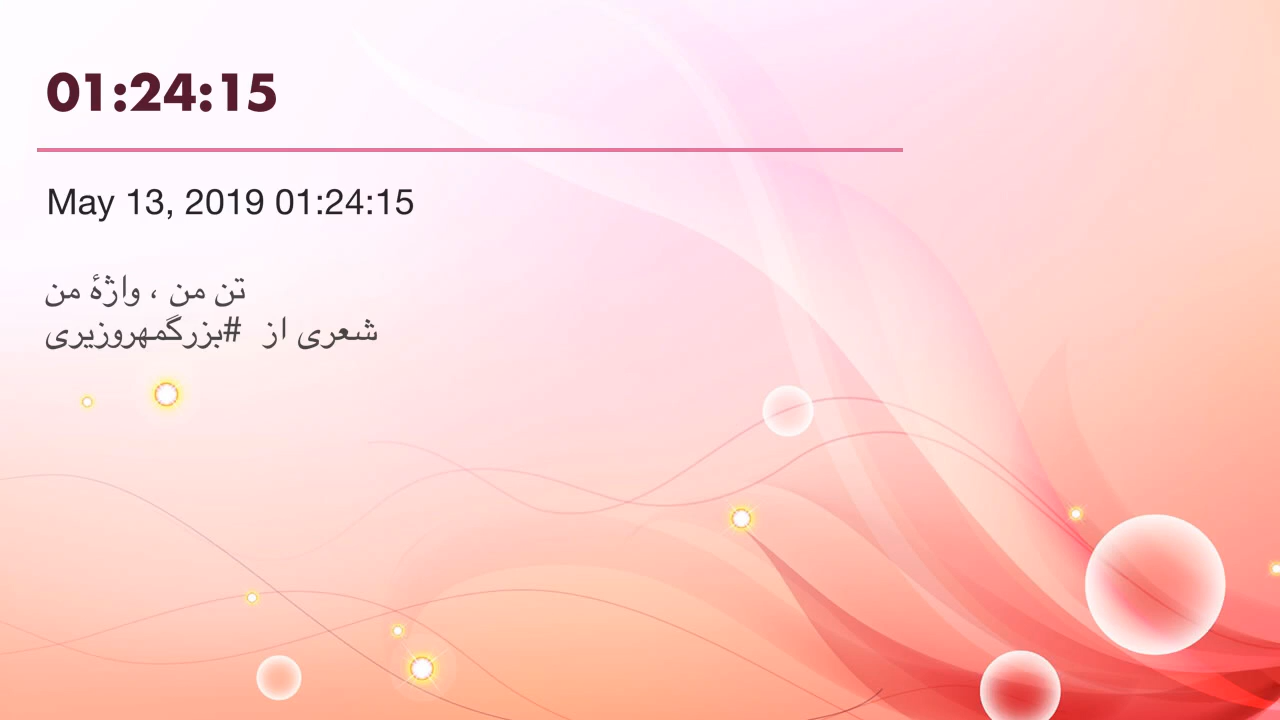 01:24:15
May 13, 2019 01:24:15
تن من ، واژهٔ من
شعری از  #بزرگمهروزیری